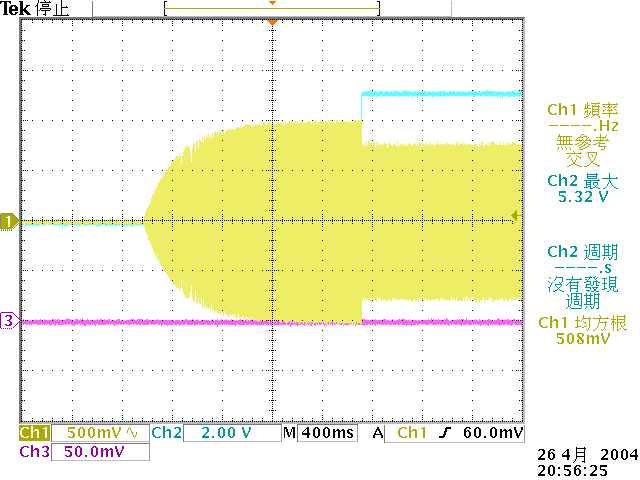 Tek 停止
Ch1 頻率
----.Hz
無參考
交叉
Ch2 最大
5.32 V
Ch2 週期
----.s
沒有發現
週期
Ch1 均方根
508mV
1
3
Ch1 500mV Ch2 2.00 V M 400ms A Ch1 60.0mV
Ch3 50.0mV
26 4月 2004
20:56:25